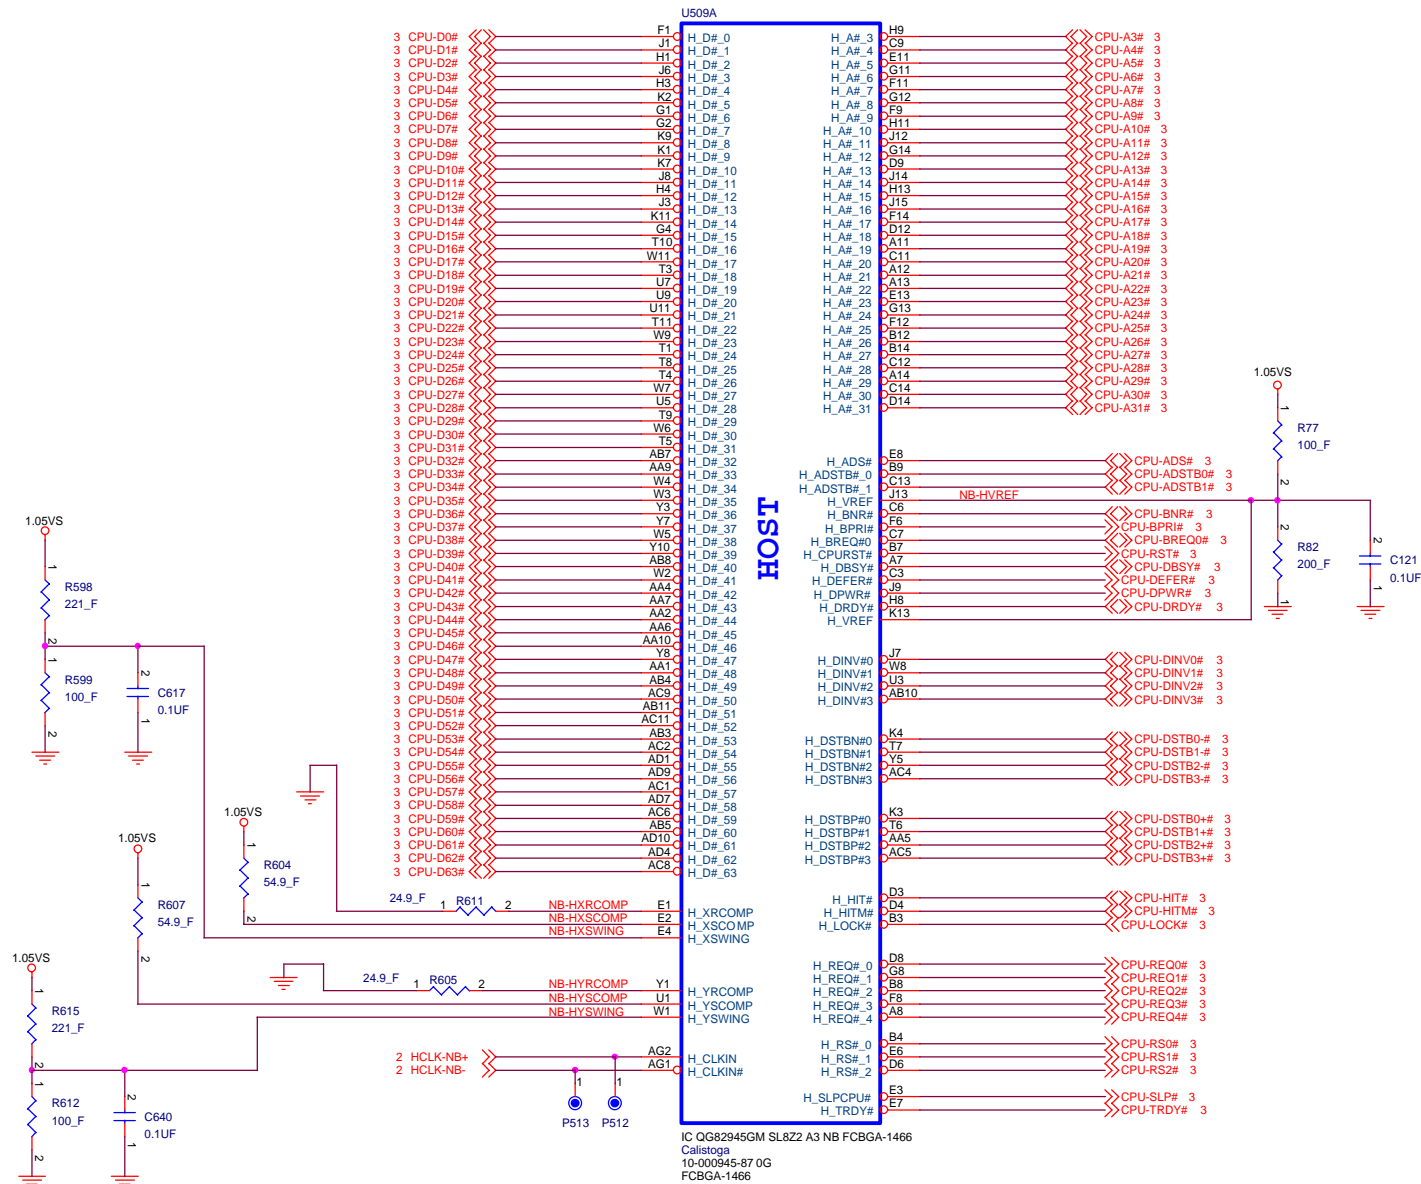 U509A
3 CPU-D0# F1 H_D#_0 H_A#_3 H9 CPU-A3# 3
3 CPU-D1# J1 H_D#_1 H_A#_4 C9 CPU-A4# 3
3 CPU-D2# H1 H_D#_2 H_A#_5 E11 CPU-A5# 3
3 CPU-D3# J6 H_D#_3 H_A#_6 G11 CPU-A6# 3
3 CPU-D4# H3 H_D#_4 H_A#_7 F11 CPU-A7# 3
3 CPU-D5# K2 H_D#_5 H_A#_8 G12 CPU-A8# 3
3 CPU-D6# G1 H_D#_6 H_A#_9 F9 CPU-A9# 3
3 CPU-D7# G2 H_D#_7 H_A#_10 H11 CPU-A10# 3
3 CPU-D8# K9 H_D#_8 H_A#_11 J12 CPU-A11# 3
3 CPU-D9# K1 H_D#_9 H_A#_12 G14 CPU-A12# 3
3 CPU-D10# K7 H_D#_10 H_A#_13 D9 CPU-A13# 3
3 CPU-D11# J8 H_D#_11 H_A#_14 J14 CPU-A14# 3
3 CPU-D12# H4 H_D#_12 H_A#_15 H13 CPU-A15# 3
3 CPU-D13# J3 H_D#_13 H_A#_16 J15 CPU-A16# 3
3 CPU-D14# K11 H_D#_14 H_A#_17 F14 CPU-A17# 3
3 CPU-D15# G4 H_D#_15 H_A#_18 D12 CPU-A18# 3
3 CPU-D16# T10 H_D#_16 H_A#_19 A11 CPU-A19# 3
3 CPU-D17# W11 H_D#_17 H_A#_20 C11 CPU-A20# 3
3 CPU-D18# T3 H_D#_18 H_A#_21 A12 CPU-A21# 3
3 CPU-D19# U7 H_D#_19 H_A#_22 A13 CPU-A22# 3
3 CPU-D20# U9 H_D#_20 H_A#_23 E13 CPU-A23# 3
3 CPU-D21# U11 H_D#_21 H_A#_24 G13 CPU-A24# 3
3 CPU-D22# T11 H_D#_22 H_A#_25 F12 CPU-A25# 3
3 CPU-D23# W9 H_D#_23 H_A#_26 B12 CPU-A26# 3
3 CPU-D24# T1 H_D#_24 H_A#_27 B14 CPU-A27# 3
3 CPU-D25# T8 H_D#_25 H_A#_28 C12 CPU-A28# 3
3 CPU-D26# T4 H_D#_26 H_A#_29 A14 CPU-A29# 3
3 CPU-D27# W7 H_D#_27 H_A#_30 C14 CPU-A30# 3
3 CPU-D28# U5 H_D#_28 H_A#_31 D14 CPU-A31# 3
3 CPU-D29# T9 H_D#_29
3 CPU-D30# W6 H_D#_30
3 CPU-D31# T5 H_D#_31
3 CPU-D32# AB7 H_D#_32 H_ADS# E8 CPU-ADS# 3
3 CPU-D33# AA9 H_D#_33 H_ADSTB#_0 B9 CPU-ADSTB0# 3
3 CPU-D34# W4 H_D#_34 H_ADSTB#_1 C13 CPU-ADSTB1# 3
3 CPU-D35# W3 H_D#_35 H_VREF J13 NB-HVREF
3 CPU-D36# Y3 H_D#_36 H_BNR# C6 CPU-BNR# 3
3 CPU-D37# Y7 H_D#_37 H_BPRI# F6 CPU-BPRI# 3
3 CPU-D38# W5 H_D#_38 H_BREQ#0 C7 CPU-BREQ0# 3
3 CPU-D39# Y10 H_D#_39 H_CPURST# B7 CPU-RST# 3
3 CPU-D40# AB8 H_D#_40 H_DBSY# A7 CPU-DBSY# 3
3 CPU-D41# W2 H_D#_41 H_DEFER# C3 CPU-DEFER# 3
3 CPU-D42# AA4 H_D#_42 H_DPWR# J9 CPU-DPWR# 3
3 CPU-D43# AA7 H_D#_43 H_DRDY# H8 CPU-DRDY# 3
3 CPU-D44# AA2 H_D#_44 H_VREF K13
3 CPU-D45# AA6 H_D#_45
3 CPU-D46# AA10 H_D#_46
3 CPU-D47# Y8 H_D#_47 H_DINV#0 J7 CPU-DINV0# 3
3 CPU-D48# AA1 H_D#_48 H_DINV#1 W8 CPU-DINV1# 3
3 CPU-D49# AB4 H_D#_49 H_DINV#2 U3 CPU-DINV2# 3
3 CPU-D50# AC9 H_D#_50 H_DINV#3 AB10 CPU-DINV3# 3
3 CPU-D51# AB11 H_D#_51
3 CPU-D52# AC11 H_D#_52
3 CPU-D53# AB3 H_D#_53 H_DSTBN#0 K4 CPU-DSTB0-# 3
3 CPU-D54# AC2 H_D#_54 H_DSTBN#1 T7 CPU-DSTB1-# 3
3 CPU-D55# AD1 H_D#_55 H_DSTBN#2 Y5 CPU-DSTB2-# 3
3 CPU-D56# AD9 H_D#_56 H_DSTBN#3 AC4 CPU-DSTB3-# 3
3 CPU-D57# AC1 H_D#_57
3 CPU-D58# AD7 H_D#_58
3 CPU-D59# AC6 H_D#_59 H_DSTBP#0 K3 CPU-DSTB0+# 3
3 CPU-D60# AB5 H_D#_60 H_DSTBP#1 T6 CPU-DSTB1+# 3
3 CPU-D61# AD10 H_D#_61 H_DSTBP#2 AA5 CPU-DSTB2+# 3
3 CPU-D62# AD4 H_D#_62 H_DSTBP#3 AC5 CPU-DSTB3+# 3
3 CPU-D63# AC8 H_D#_63
HOST
H_HIT# D3 CPU-HIT# 3
24.9_F 1 R611 2 NB-HXRCOMP E1 H_XRCOMP H_HITM# D4 CPU-HITM# 3
NB-HXSCOMP E2 H_XSCOMP H_LOCK# B3 CPU-LOCK# 3
NB-HXSWING E4 H_XSWING
H_REQ#_0 D8 CPU-REQ0# 3
H_REQ#_1 G8 CPU-REQ1# 3
24.9_F 1 R605 2 NB-HYRCOMP Y1 H_YRCOMP H_REQ#_2 B8 CPU-REQ2# 3
NB-HYSCOMP U1 H_YSCOMP H_REQ#_3 F8 CPU-REQ3# 3
NB-HYSWING W1 H_YSWING H_REQ#_4 A8 CPU-REQ4# 3
H_RS#_0 B4 CPU-RS0# 3
2 HCLK-NB+ AG2 H_CLKIN H_RS#_1 E6 CPU-RS1# 3
2 HCLK-NB- AG1 H_CLKIN# H_RS#_2 D6 CPU-RS2# 3
1 1
P513 P512
H_SLPCPU# E3 CPU-SLP# 3
H_TRDY# E7 CPU-TRDY# 3
IC QG82945GM SL8Z2 A3 NB FCBGA-1466
Calistoga
10-000945-87 0G
FCBGA-1466
1.05VS
1
R77
100_F
2
R82
200_F
1
2
C121
0.1UF
1
1.05VS
1
R598
221_F
2
1
R599
100_F
2
2
C617
0.1UF
1
1.05VS
1
R604
54.9_F
2
1.05VS
1
R607
54.9_F
2
1.05VS
1
R615
221_F
2
1
R612
100_F
2
2
C640
0.1UF
1